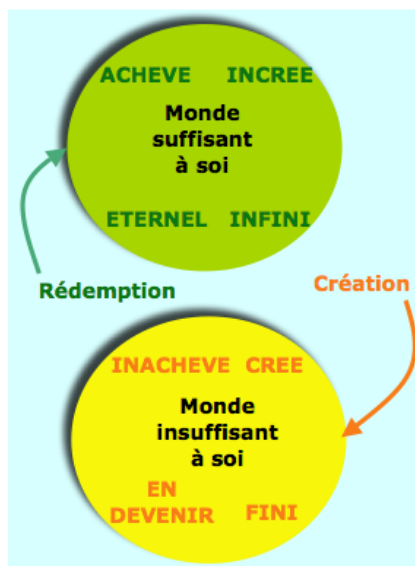 ACHEVE INCREE
Monde
suffisant
à soi
ETERNEL INFINI
Rédemption
Création
INACHEVE CREE
Monde
insuffisant
à soi
EN
DEVENIR FINI